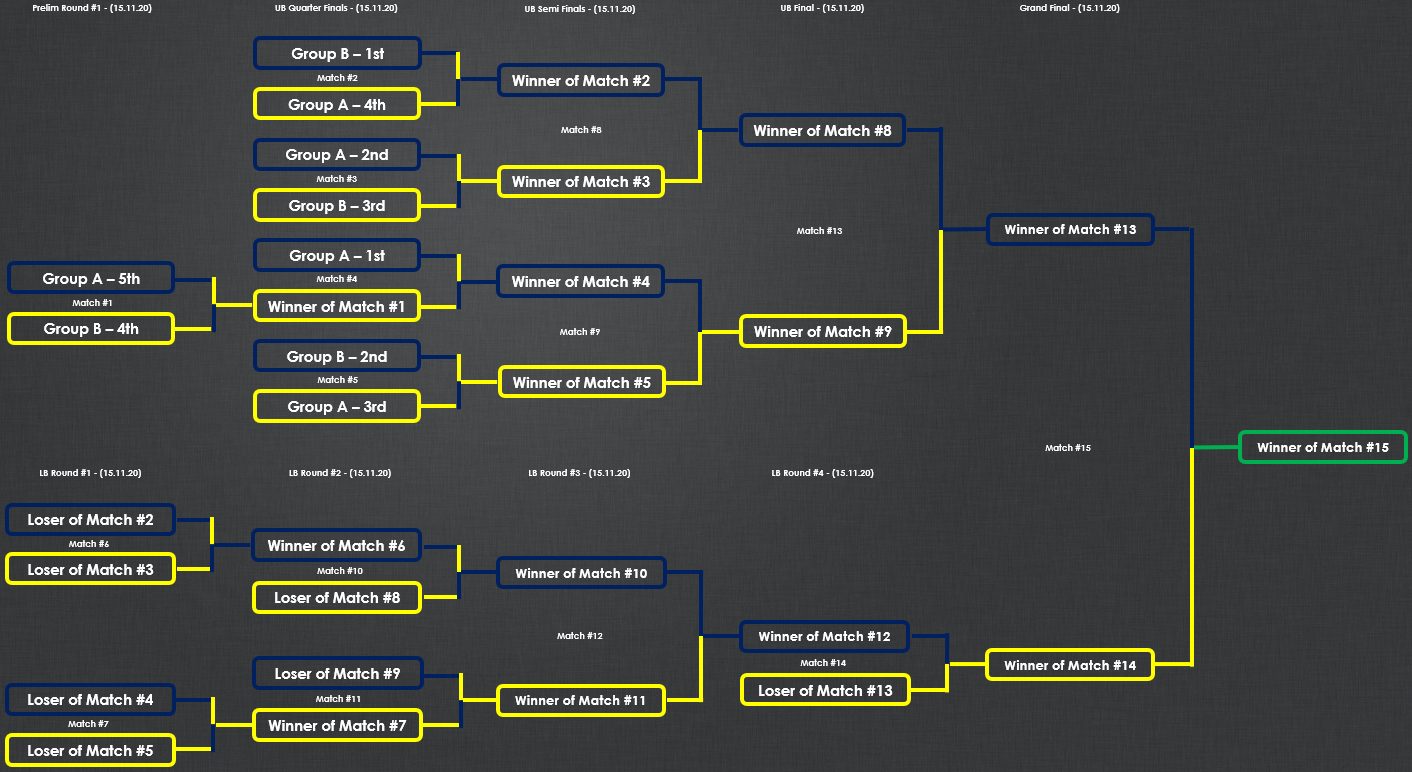 Prelim Round #1 - (15.11.20)
UB Quarter Finals - (15.11.20)
UB Semi Finals - (15.11.20)
UB Final - (15.11.20)
Grand Final - (15.11.20)
Group A – 5th
Match #1
Group B – 4th
Group B – 1st
Match #2
Group A – 4th
Group A – 2nd
Match #3
Group B – 3rd
Group A – 1st
Match #4
Winner of Match #1
Group B – 2nd
Match #5
Group A – 3rd
Winner of Match #2
Match #8
Winner of Match #3
Winner of Match #4
Match #9
Winner of Match #5
Winner of Match #8
Match #13
Winner of Match #9
Winner of Match #13
Match #15
Winner of Match #15
LB Round #1 - (15.11.20)
LB Round #2 - (15.11.20)
LB Round #3 - (15.11.20)
LB Round #4 - (15.11.20)
Loser of Match #2
Match #6
Loser of Match #3
Loser of Match #4
Match #7
Loser of Match #5
Winner of Match #6
Match #10
Loser of Match #8
Loser of Match #9
Match #11
Winner of Match #7
Winner of Match #10
Match #12
Winner of Match #11
Winner of Match #12
Match #14
Loser of Match #13
Winner of Match #14